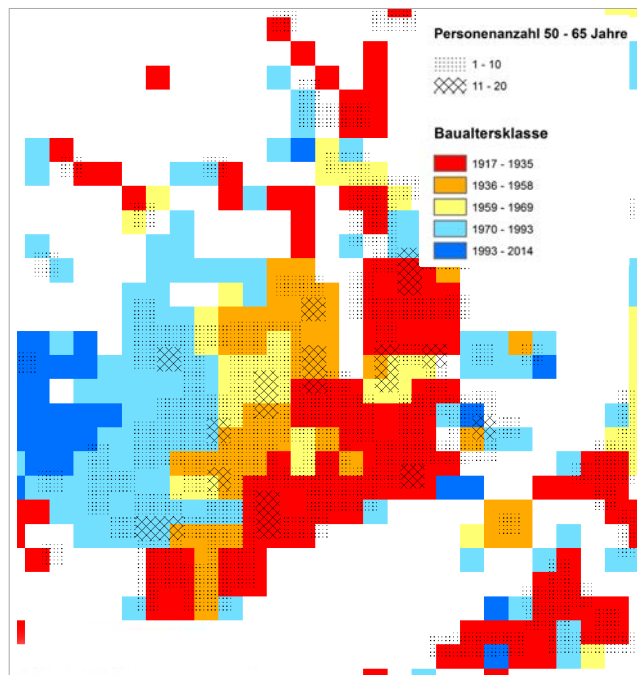 Personenanzahl 50 - 65 Jahre
1 - 10
11 - 20
Baualtersklasse
1917 - 1935
1936 - 1958
1959 - 1969
1970 - 1993
1993 - 2014